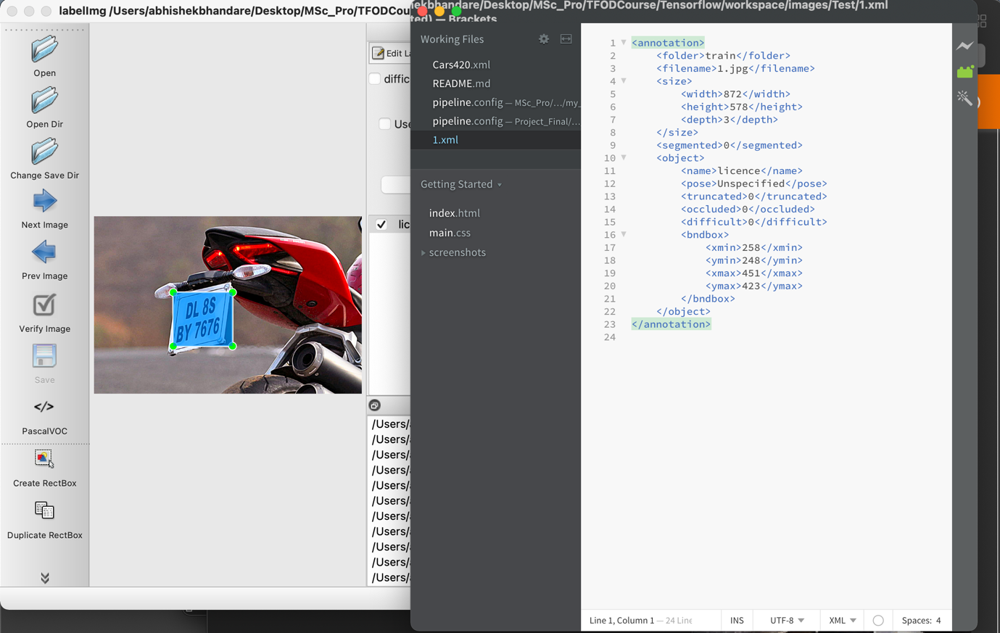 labelImg /Users/abhishekbhandare/Desktop/MSc_Pro/TFODCou
Open
Open Dir
Change Save Dir
Next Image
Prev Image
Verify Image
Save
</>
PascalVOC
Create RectBox
Duplicate RectBox
DL 8S
BY 7676
Edit La
diffic
Use
lic
/Users/
/Users/
/Users/
/Users/
/Users/
/Users/
/Users/
/Users/
/Users/
/Users/
/Users/
ekbhandare/Desktop/MSc_Pro/TFODCourse/Tensorflow/workspace/images/Test/1.xml
ted) — Brackets
Working Files
Cars420.xml
README.md
pipeline.config — MSc_Pro/.../my_
pipeline.config — Project_Final/...
1.xml
Getting Started
index.html
main.css
screenshots
1 <annotation>
2 <folder>train</folder>
3 <filename>1.jpg</filename>
4 <size>
5 <width>872</width>
6 <height>578</height>
7 <depth>3</depth>
8 </size>
9 <segmented>0</segmented>
10 <object>
11 <name>licence</name>
12 <pose>Unspecified</pose>
13 <truncated>0</truncated>
14 <occluded>0</occluded>
15 <difficult>0</difficult>
16 <bndbox>
17 <xmin>258</xmin>
18 <ymin>248</ymin>
19 <xmax>451</xmax>
20 <ymax>423</ymax>
21 </bndbox>
22 </object>
23 </annotation>
24
Line 1, Column 1 — 24 Line
INS
UTF-8
XML
Spaces: 4